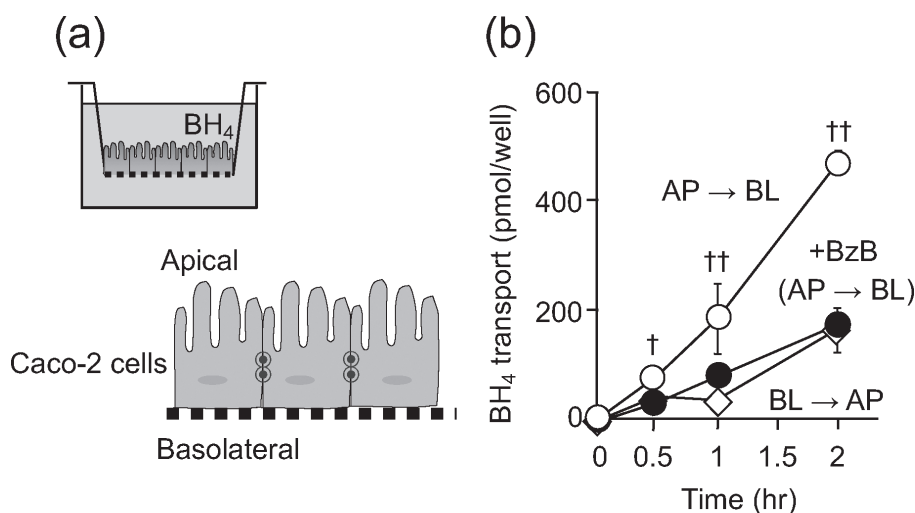 (a)
BH₄
Apical
Caco-2 cells
Basolateral
(b)
BH₄ transport (pmol/well)
600
400
200
0
††
AP → BL
††
+BzB
(AP → BL)
†
BL → AP
0 0.5 1 1.5 2
Time (hr)